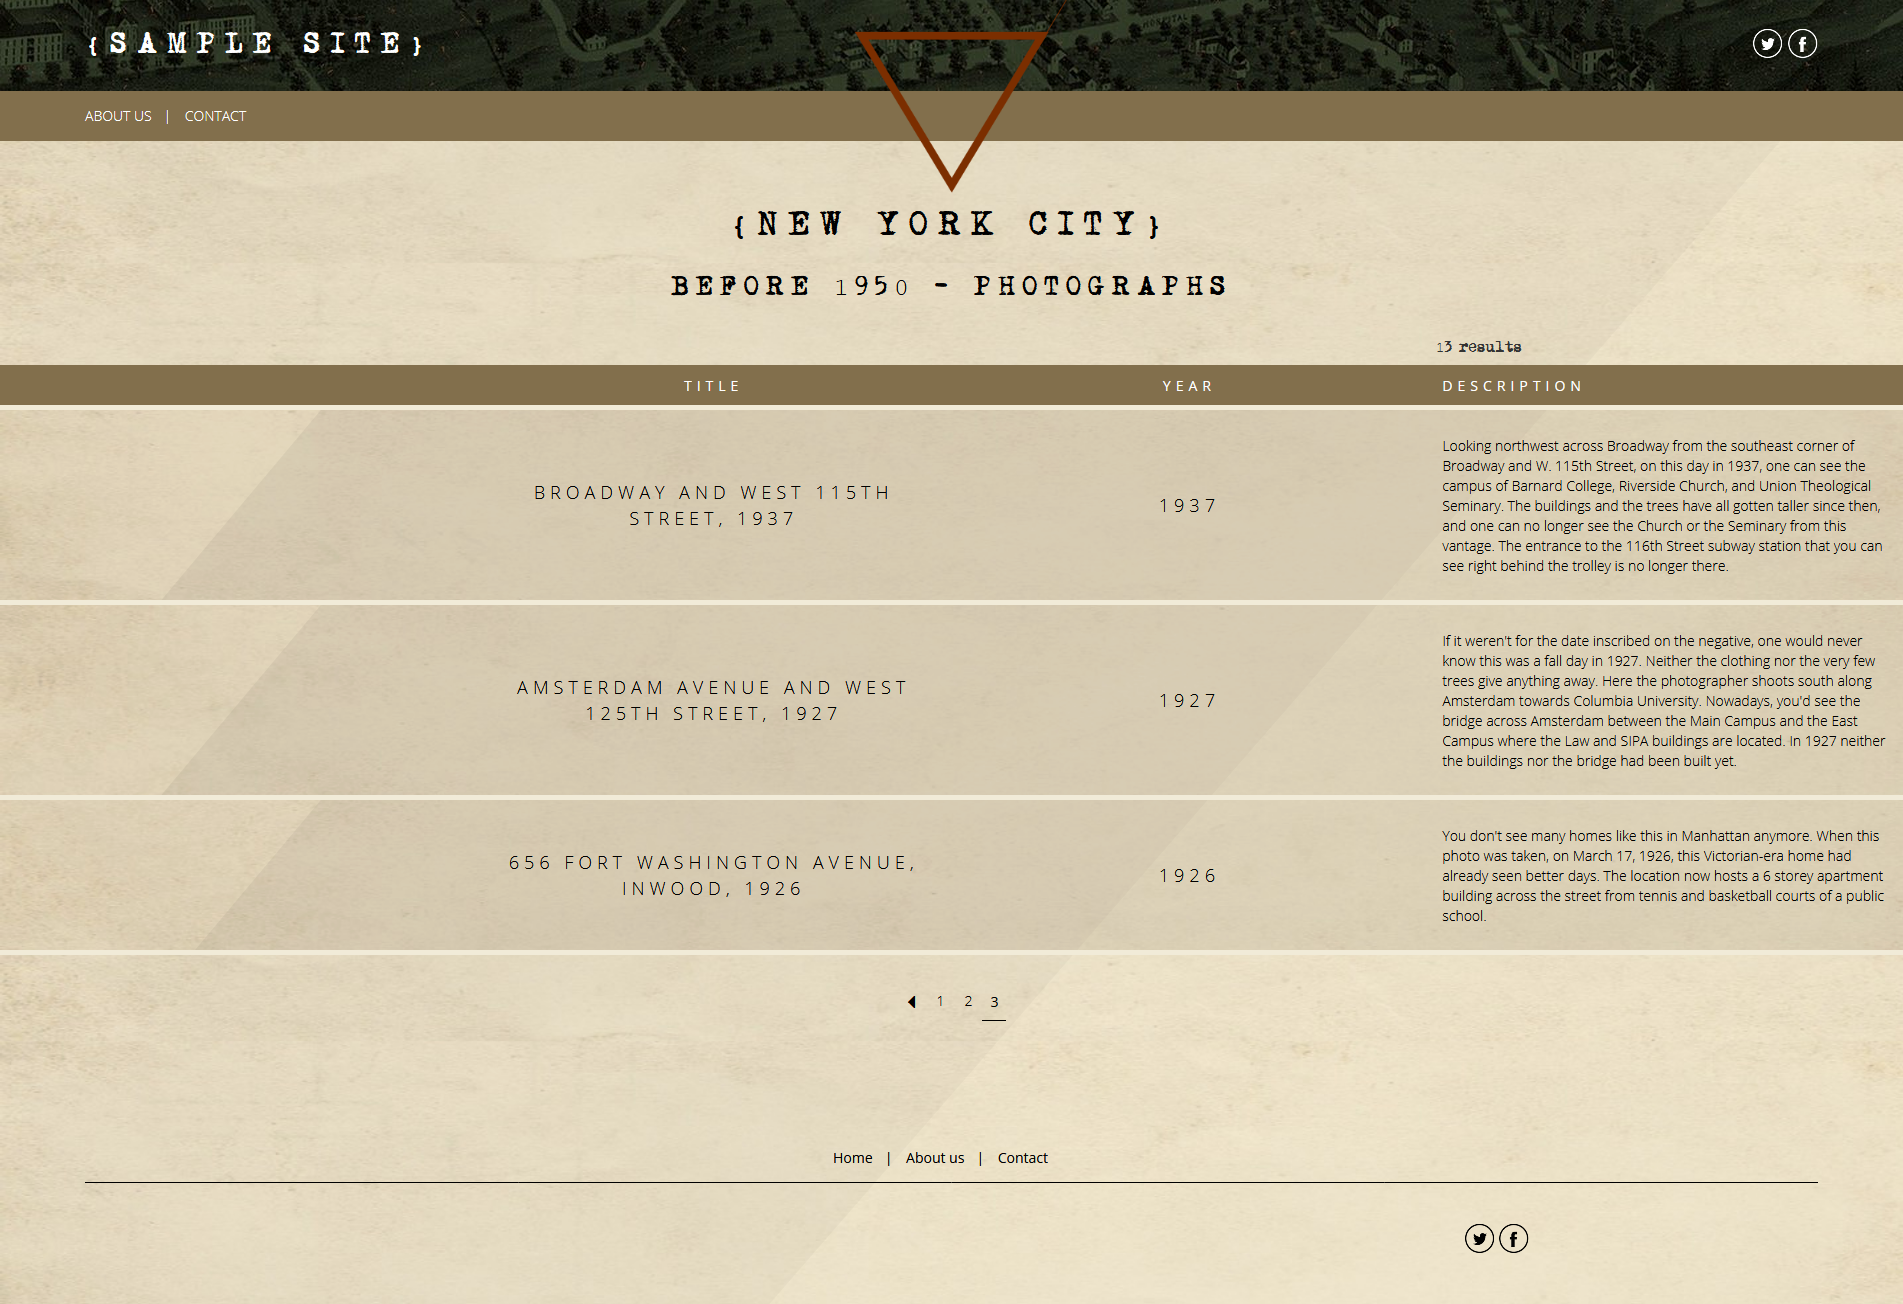 {SAMPLE SITE}
ABOUT US | CONTACT
{NEW YORK CITY}
BEFORE 1950 - PHOTOGRAPHS
13 results
TITLE YEAR DESCRIPTION
BROADWAY AND WEST 115TH
STREET, 1937
1937
Looking northwest across Broadway from the southeast corner of
Broadway and W. 115th Street, on this day in 1937, one can see the
campus of Barnard College, Riverside Church, and Union Theological
Seminary. The buildings and the trees have all gotten taller since then,
and one can no longer see the Church or the Seminary from this
vantage. The entrance to the 116th Street subway station that you can
see right behind the trolley is no longer there.
AMSTERDAM AVENUE AND WEST
125TH STREET, 1927
1927
If it weren't for the date inscribed on the negative, one would never
know this was a fall day in 1927. Neither the clothing nor the very few
trees give anything away. Here the photographer shoots south along
Amsterdam towards Columbia University. Nowadays, you'd see the
bridge across Amsterdam between the Main Campus and the East
Campus where the Law and SIPA buildings are located. In 1927 neither
the buildings nor the bridge had been built yet.
656 FORT WASHINGTON AVENUE,
INWOOD, 1926
1926
You don't see many homes like this in Manhattan anymore. When this
photo was taken, on March 17, 1926, this Victorian-era home had
already seen better days. The location now hosts a 6 storey apartment
building across the street from tennis and basketball courts of a public
school.
1 2 3
Home | About us | Contact